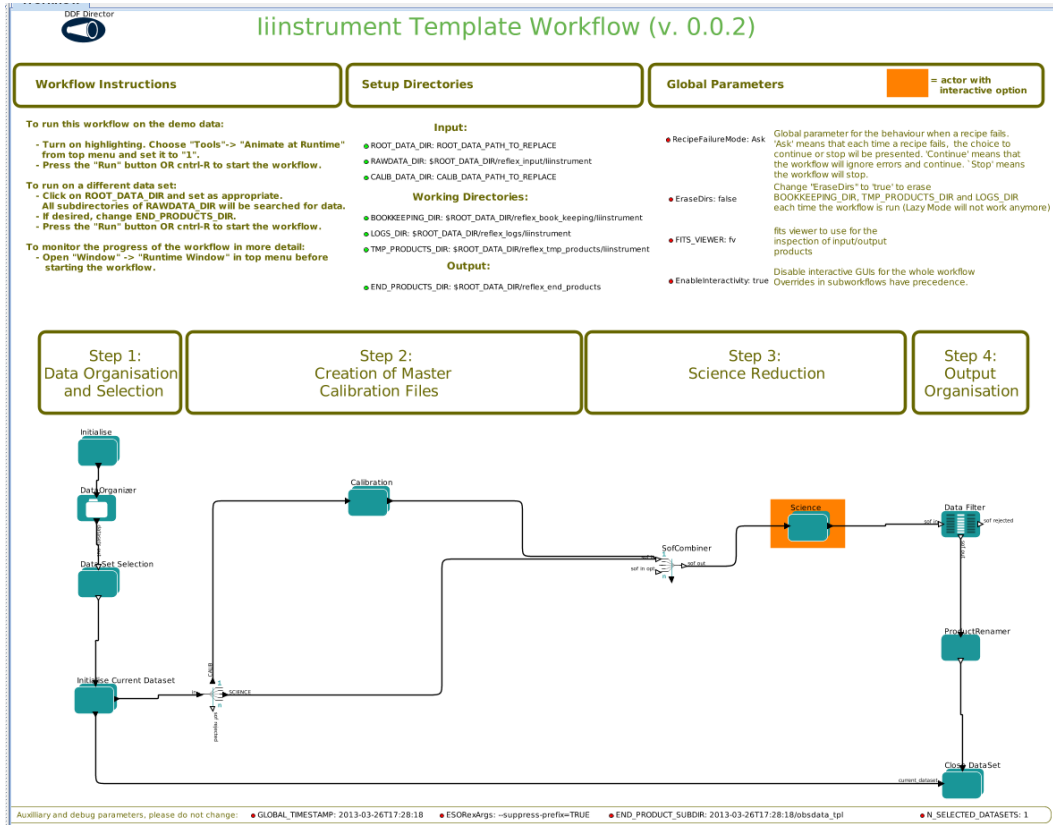 DDF Director
Iiinstrument Template Workflow (v. 0.0.2)
Workflow Instructions
Setup Directories
Global Parameters
= actor with
interactive option
To run this workflow on the demo data:
- Turn on highlighting. Choose "Tools"-> "Animate at Runtime"
from top menu and set it to "1".
- Press the "Run" button OR cntrl-R to start the workflow.
To run on a different data set:
- Click on ROOT_DATA_DIR and set as appropriate.
All subdirectories of RAWDATA_DIR will be searched for data.
- If desired, change END_PRODUCTS_DIR.
- Press the "Run" button OR cntrl-R to start the workflow.
To monitor the progress of the workflow in more detail:
- Open "Window" -> "Runtime Window" in top menu before
starting the workflow.
Input:
ROOT_DATA_DIR: ROOT_DATA_PATH_TO_REPLACE
RAWDATA_DIR: $ROOT_DATA_DIR/reflex_input/iiinstrument
CALIB_DATA_DIR: CALIB_DATA_PATH_TO_REPLACE
Working Directories:
BOOKKEEPING_DIR: $ROOT_DATA_DIR/reflex_book_keeping/iiinstrument
LOGS_DIR: $ROOT_DATA_DIR/reflex_logs/iiinstrument
TMP_PRODUCTS_DIR: $ROOT_DATA_DIR/reflex_tmp_products/iiinstrument
Output:
END_PRODUCTS_DIR: $ROOT_DATA_DIR/reflex_end_products
RecipeFailureMode: Ask
Global parameter for the behaviour when a recipe fails.
'Ask' means that each time a recipe fails, the choice to
continue or stop wil be presented. 'Continue' means that
the workflow will ignore errors and continue. `Stop' means
the workflow will stop.
EraseDirs: false
Change "EraseDirs" to 'true' to erase
BOOKKEEPING_DIR, TMP_PRODUCTS_DIR and LOGS_DIR
each time the workflow is run (Lazy Mode will not work anymore)
FITS_VIEWER: fv
fits viewer to use for the
inspection of input/output
products
EnableInteractivity: true
Disable interactive GUIs for the whole workflow
Overrides in subworkflows have precedence.
Step 1:
Data Organisation
and Selection
Step 2:
Creation of Master
Calibration Files
Step 3:
Science Reduction
Step 4:
Output
Organisation
Initialise
DataOrganizer
Data Set Selection
Initialise Current Dataset
in
CALIB
SCIENCE
sof rejected
Calibration
SofCombiner
sof in opt
sof out
Science
Data Filter
sof in
sof rejected
sof out
ProductRenamer
Close DataSet
current_dataset
Auxilliary and debug parameters, please do not change:
GLOBAL_TIMESTAMP: 2013-03-26T17:28:18
ESORexArgs: --suppress-prefix=TRUE
END_PRODUCT_SUBDIR: 2013-03-26T17:28:18/obsdata_tpl
N_SELECTED_DATASETS: 1